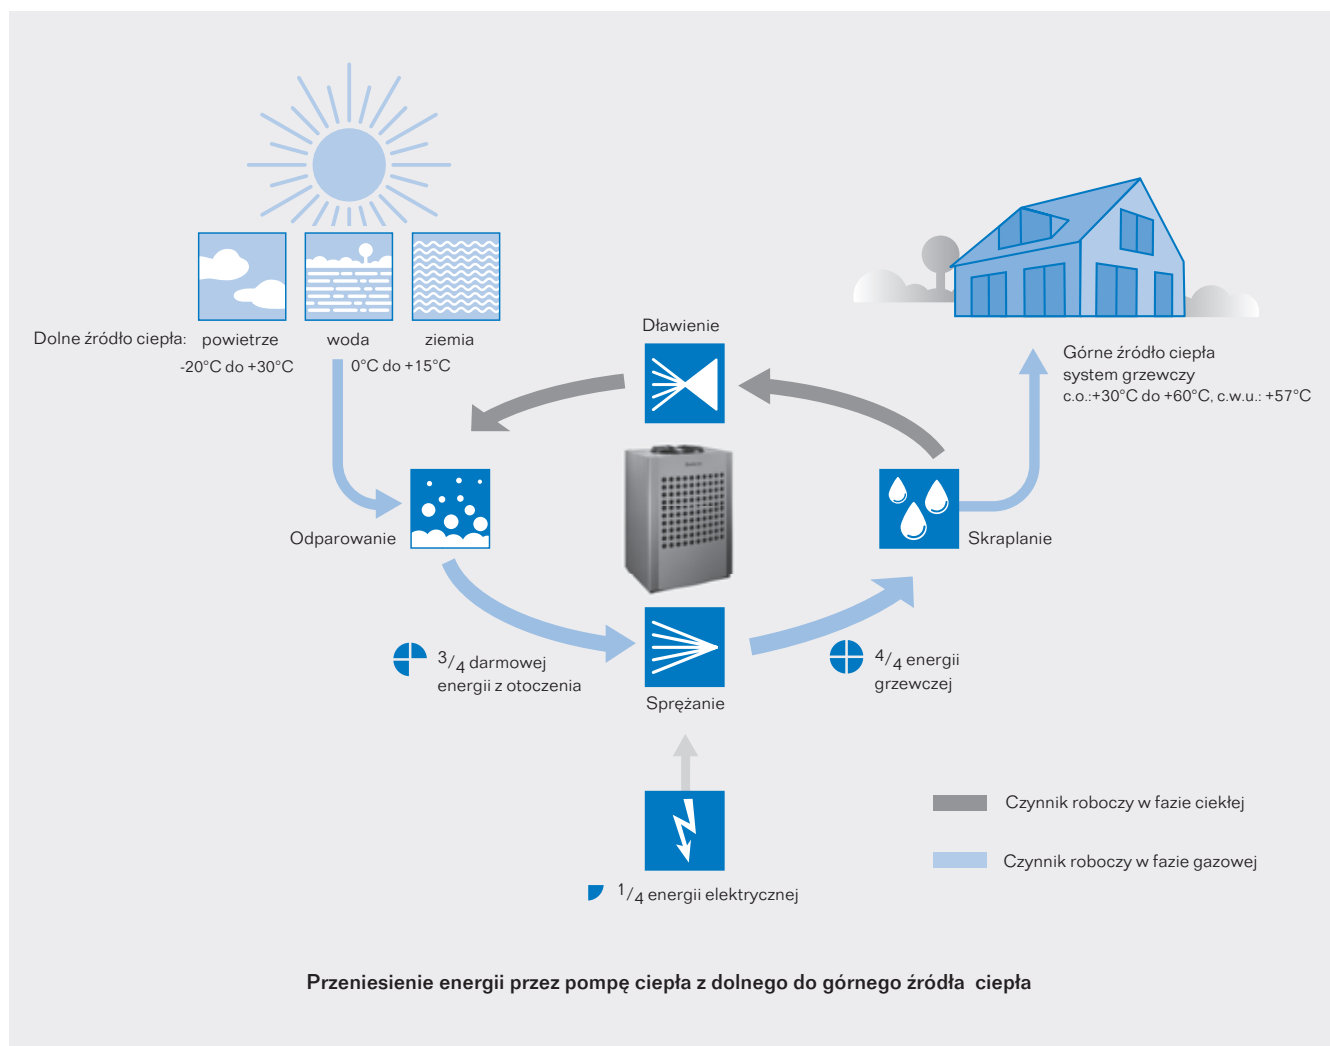 Dolne źródło ciepła: powietrze woda ziemia
-20°C do +30°C 0°C do +15°C
Dławienie
Górne źródło ciepła
system grzewczy
c.o.:+30°C do +60°C, c.w.u.: +57°C
Odparowanie
Skraplanie
3/4 darmowej
energii z otoczenia
4/4 energii
grzewczej
Sprężanie
Czynnik roboczy w fazie ciekłej
Czynnik roboczy w fazie gazowej
1/4 energii elektrycznej
Przeniesienie energii przez pompę ciepła z dolnego do górnego źródła ciepła